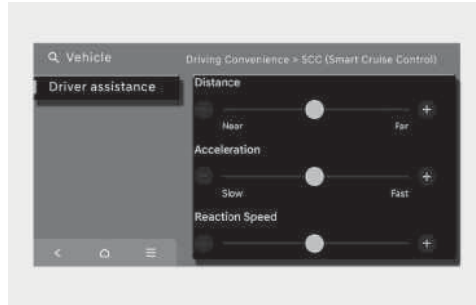 Vehicle
Driving Convenience > SCC (Smart Cruise Control)
Driver assistance
Distance
Near
Far
Acceleration
Slow
Fast
Reaction Speed